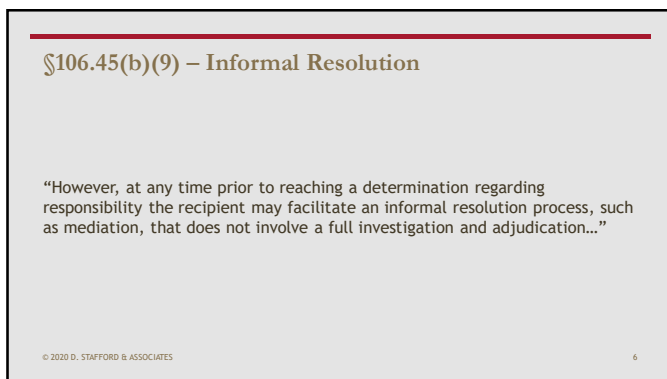 §106.45(b)(9) – Informal Resolution
“However, at any time prior to reaching a determination regarding
responsibility the recipient may facilitate an informal resolution process, such
as mediation, that does not involve a full investigation and adjudication…”
© 2020 D. STAFFORD & ASSOCIATES
6